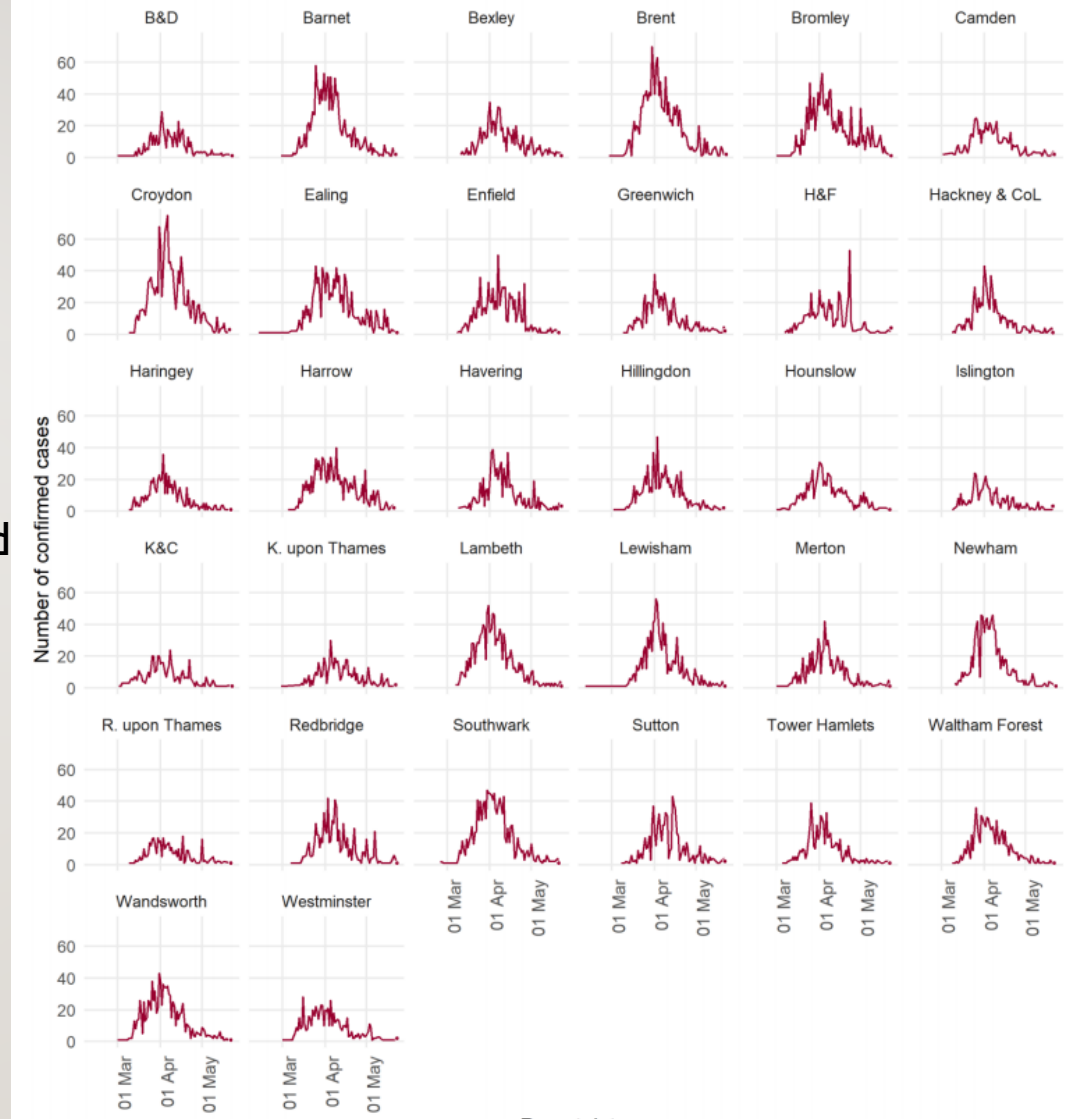 B&D Barnet Bexley Brent Bromley Camden
60
40
20
0
Croydon Ealing Enfield Greenwich H&F Hackney & CoL
60
40
20
0
Haringey Harrow Havering Hillingdon Hounslow Islington
60
40
20
0
Number of confirmed cases
K&C K. upon Thames Lambeth Lewisham Merton Newham
60
40
20
0
R. upon Thames Redbridge Southwark Sutton Tower Hamlets Waltham Forest
60
40
20
0
01 Mar 01 Apr 01 May 01 Mar 01 Apr 01 May 01 Mar 01 Apr 01 May 01 Mar 01 Apr 01 May
Wandsworth Westminster
60
40
20
0
01 Mar 01 Apr 01 May 01 Mar 01 Apr 01 May